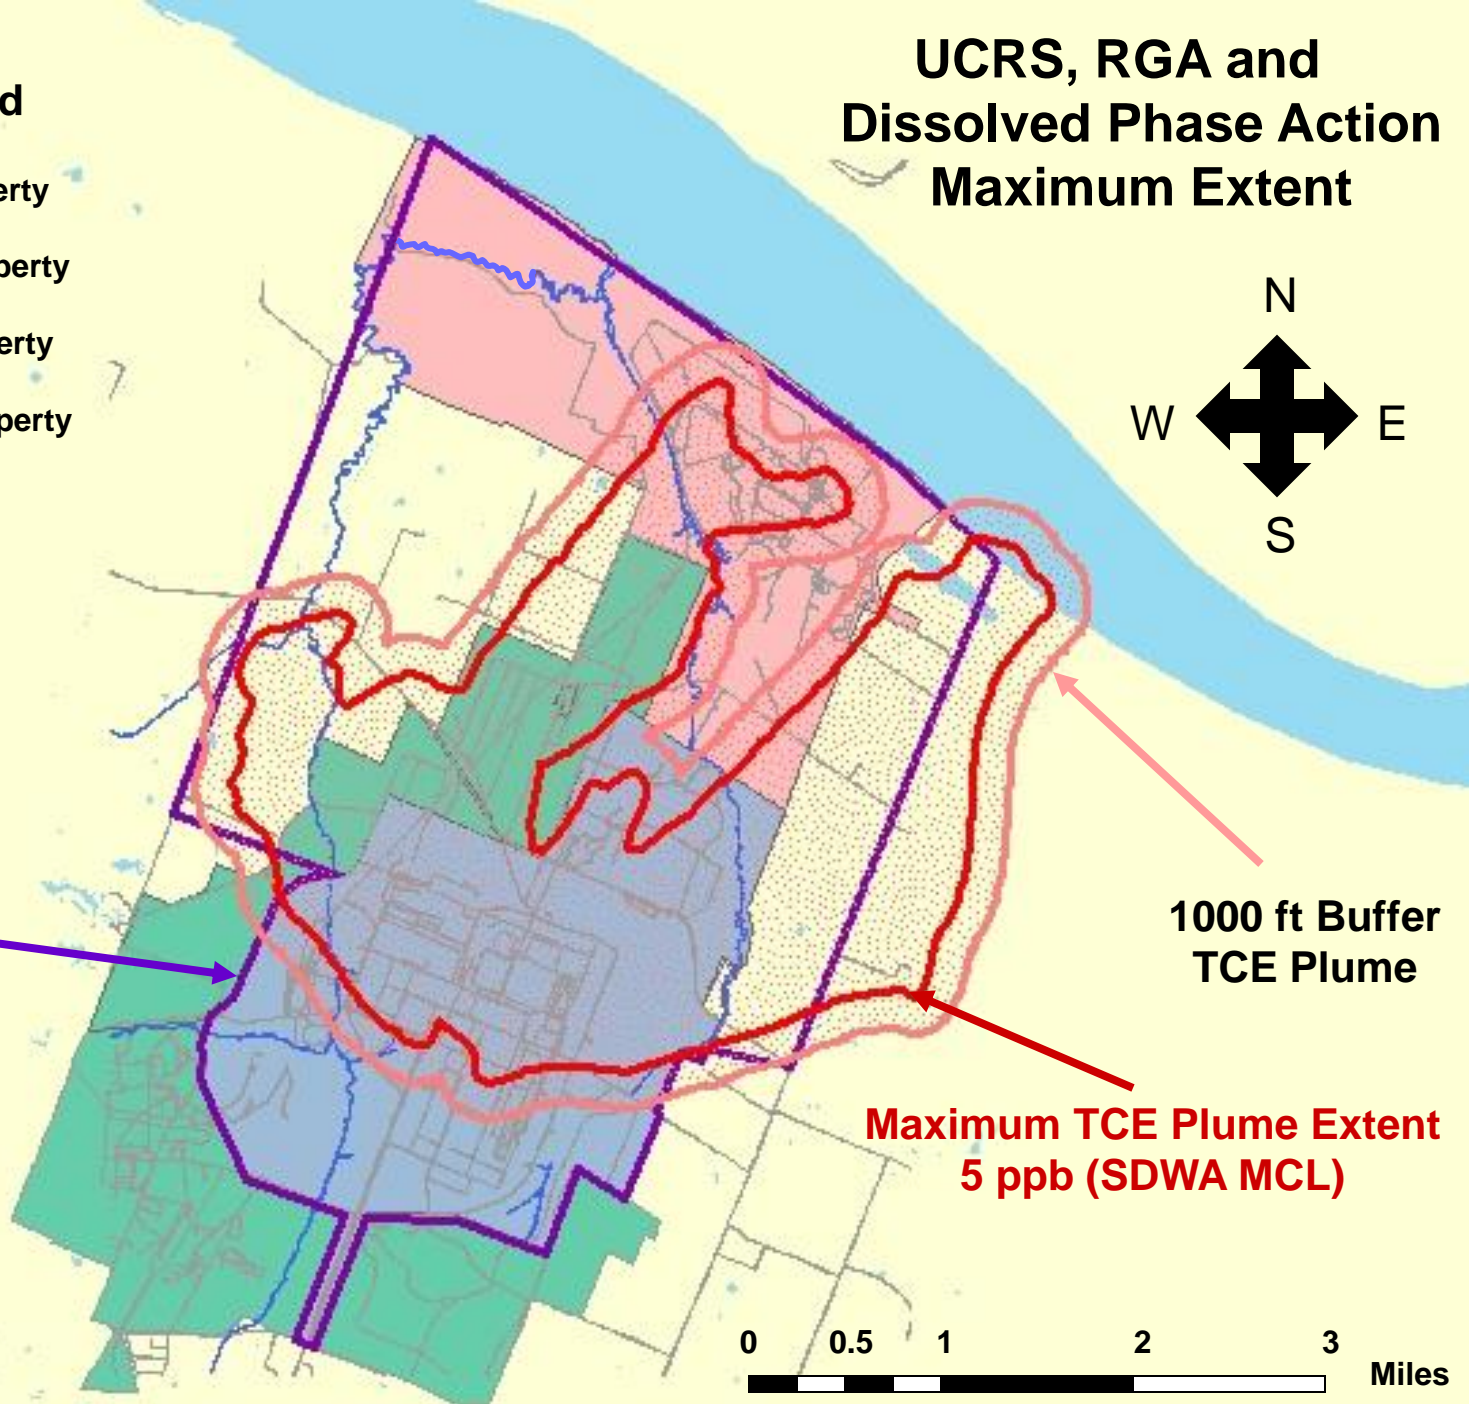 UCRS, RGA and
Dissolved Phase Action
Maximum Extent
d
erty
perty
erty
perty
N
W
E
S
1000 ft Buffer
TCE Plume
Maximum TCE Plume Extent
5 ppb (SDWA MCL)
0 0.5 1 2 3
Miles